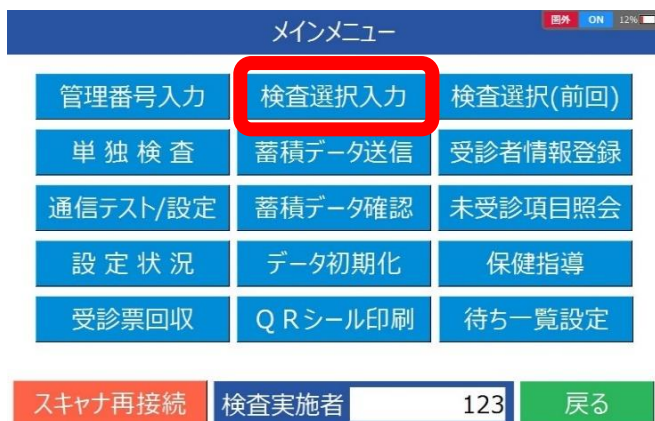 メインメニュー 圏外 ON 12%
管理番号入力 検査選択入力 検査選択(前回)
単 独 検 査 蓄積データ送信 受診者情報登録
通信テスト/設定 蓄積データ確認 未受診項目照会
設 定 状 況 データ初期化 保健指導
受診票回収 ＱＲシール印刷 待ち一覧設定
スキャナ再接続 検査実施者 123 戻る